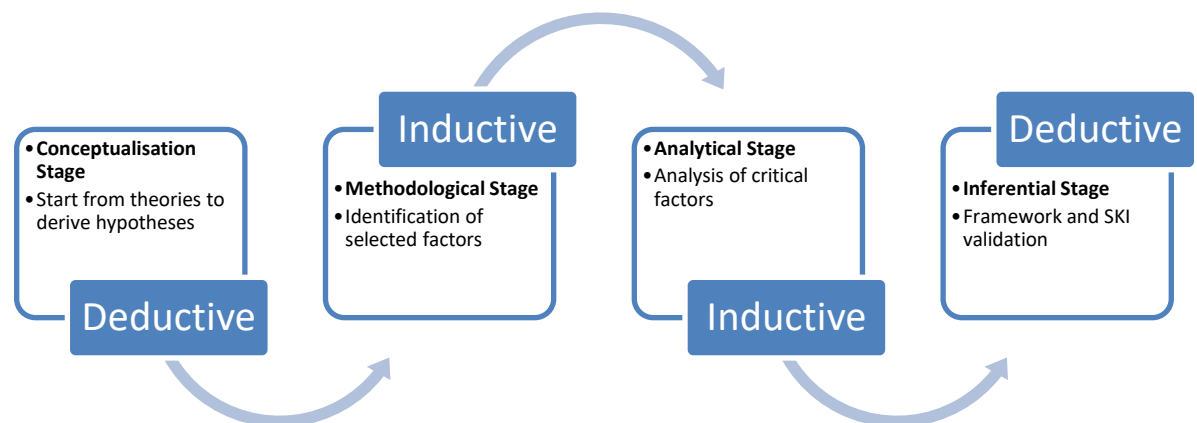 • Conceptualisation
Stage
• Start from theories to
derive hypotheses
Deductive
Inductive
• Methodological Stage
• Identification of
selected factors
• Analytical Stage
• Analysis of critical
factors
Inductive
Deductive
• Inferential Stage
• Framework and SKI
validation